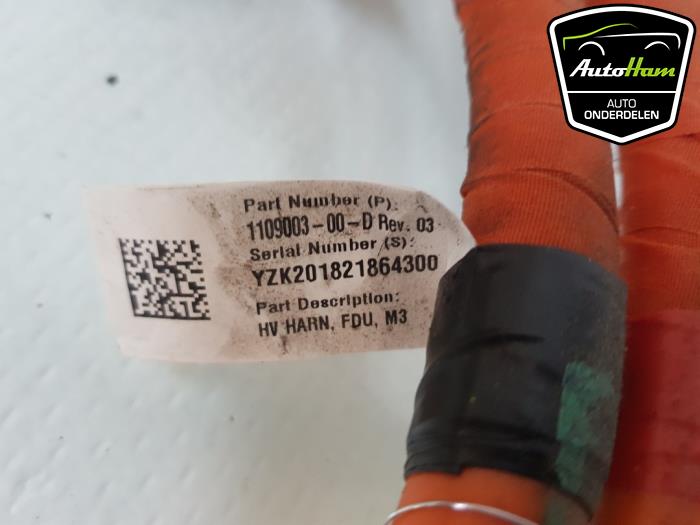 AutoHam
AUTO
ONDERDELEN
Part Number (P):
1109003-00-D Rev. 03
Serial Number (S):
YZK201821864300
Part Description:
HV HARN, FDU, M3